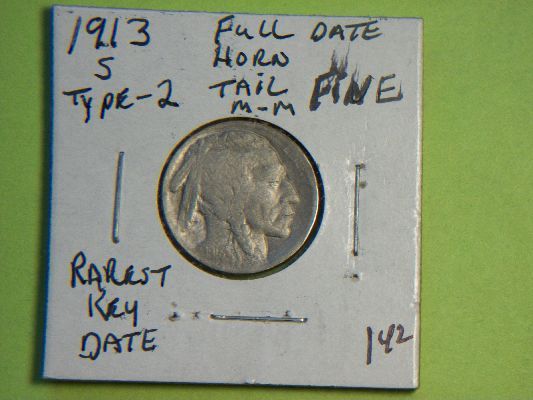 1913
S
TYPE-2
FULL DATE
HORN
TAIL
M-M
FINE
RAREST
KEY
DATE
142